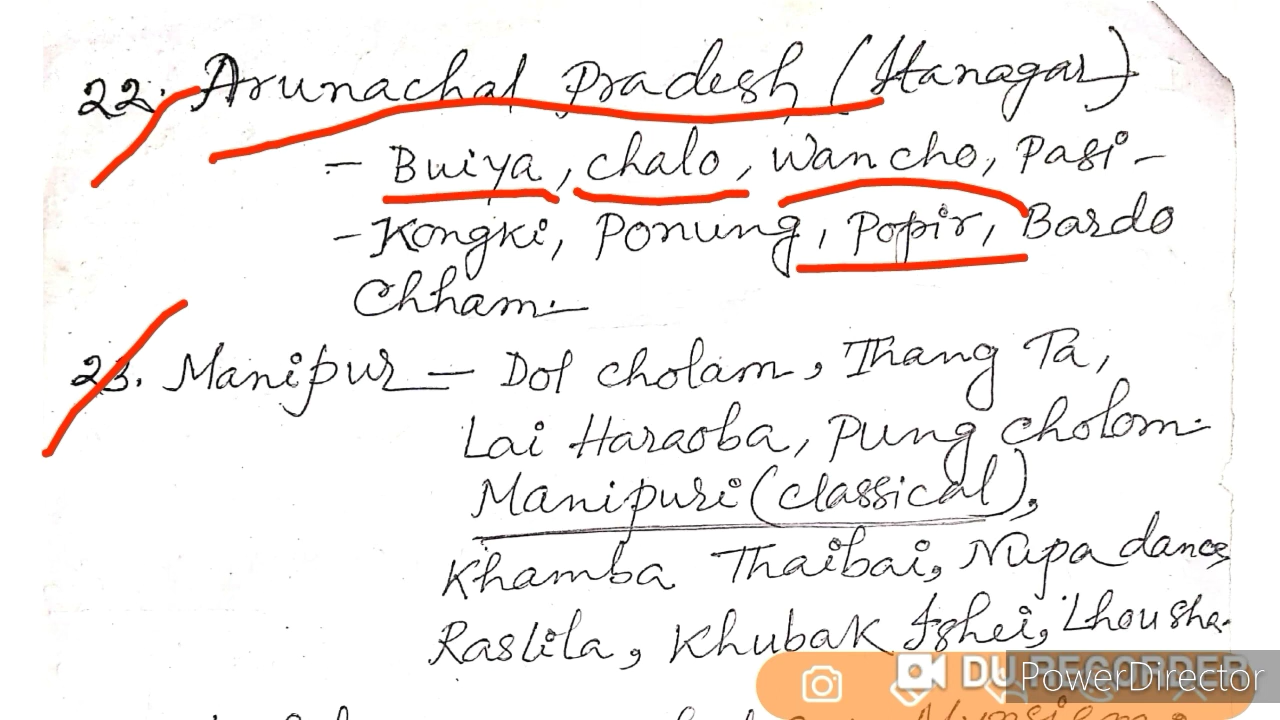 22. Arunachal Pradesh (Itanagar)
- Buiya, chalo, Wancho, Pasi -
- Kongki, Ponung, Popir, Bardo
Chham.
23. Manipur - Dol cholam, Thang Ta,
Lai Haraoba, Pung cholom.
Manipuri (classical),
Khamba Thaibai, Nupa dance,
Raslila, Khubak Ishei, Lhousha.
DU RECORDER
PowerDirector